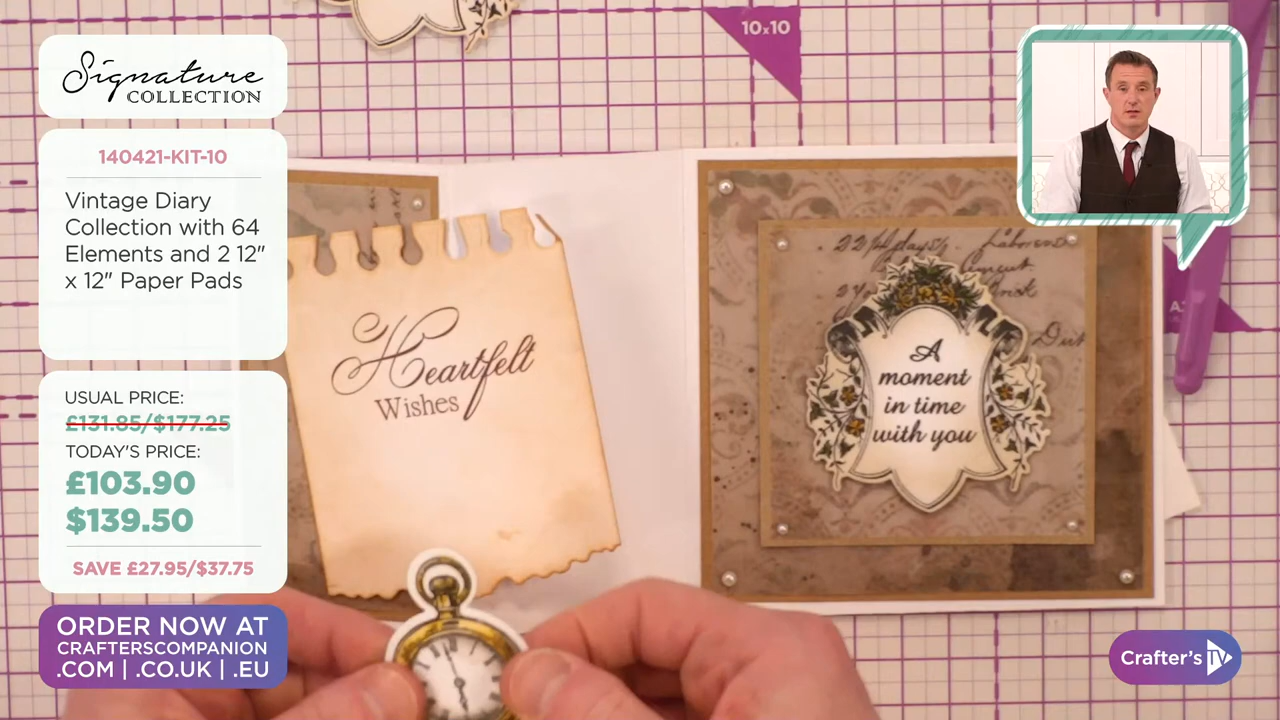 Signature
COLLECTION
140421-KIT-10
Vintage Diary
Collection with 64
Elements and 2 12"
x 12" Paper Pads
USUAL PRICE:
£131.85/$177.25
TODAY'S PRICE:
£103.90
$139.50
SAVE £27.95/$37.75
ORDER NOW AT
CRAFTERSCOMPANION
.COM | .CO.UK | .EU
Heartfelt
Wishes
10x10
A
moment
in time
with you
Crafter's TV